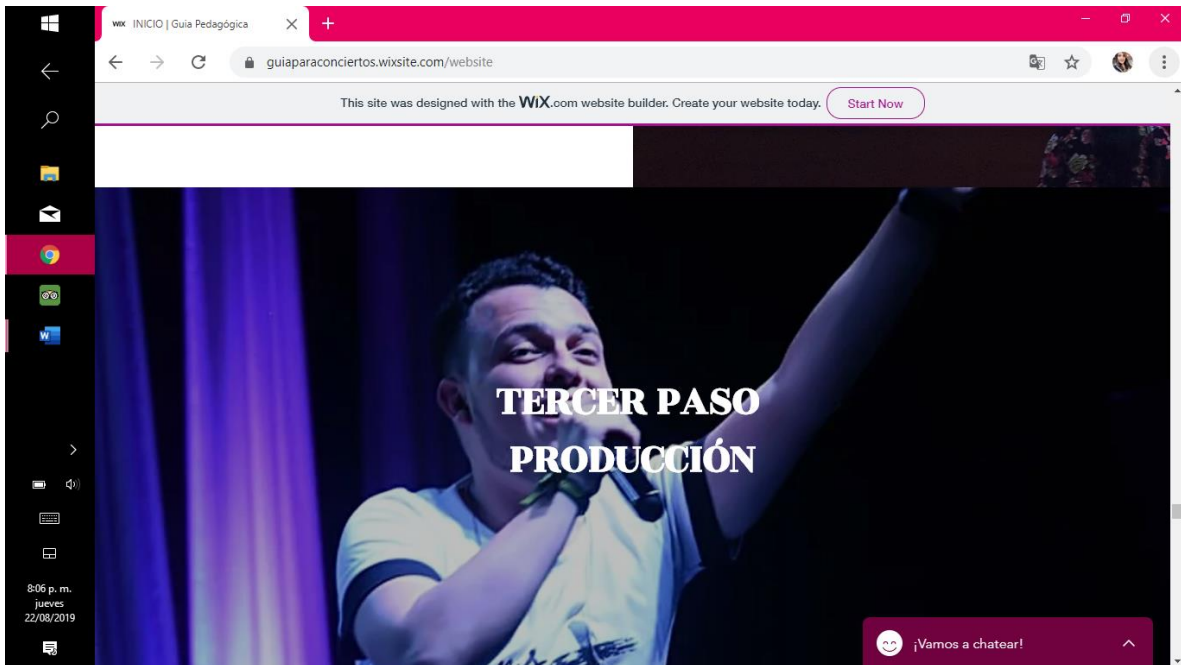 WIX INICIO | Guia Pedagógica
guiaparaconciertos.wixsite.com/website
This site was designed with the WiX.com website builder. Create your website today. Start Now
TERCER PASO
PRODUCCIÓN
8:06 p. m.
jueves
22/08/2019
¡Vamos a chatear!